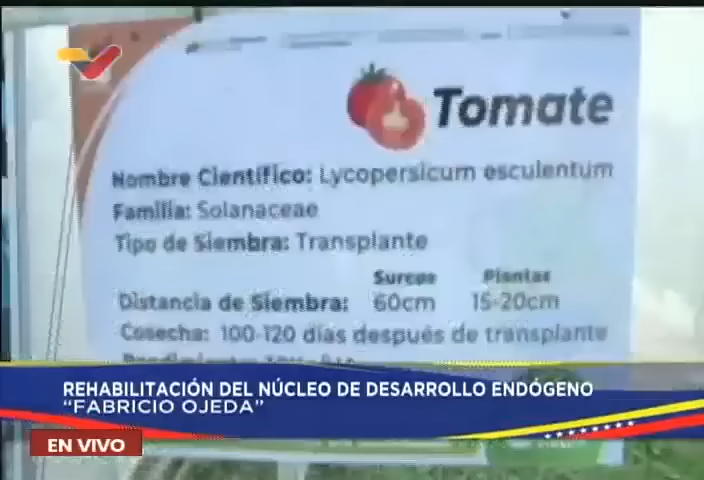 Tomate
Nombre Científico: Lycopersicum esculentum
Familia: Solanaceae
Tipo de Siembra: Transplante
Surcos Plantas
Distancia de Siembra: 60cm 15-20cm
Cosecha: 100-120 días después de transplante
REHABILITACIÓN DEL NÚCLEO DE DESARROLLO ENDÓGENO
"FABRICIO OJEDA"
EN VIVO